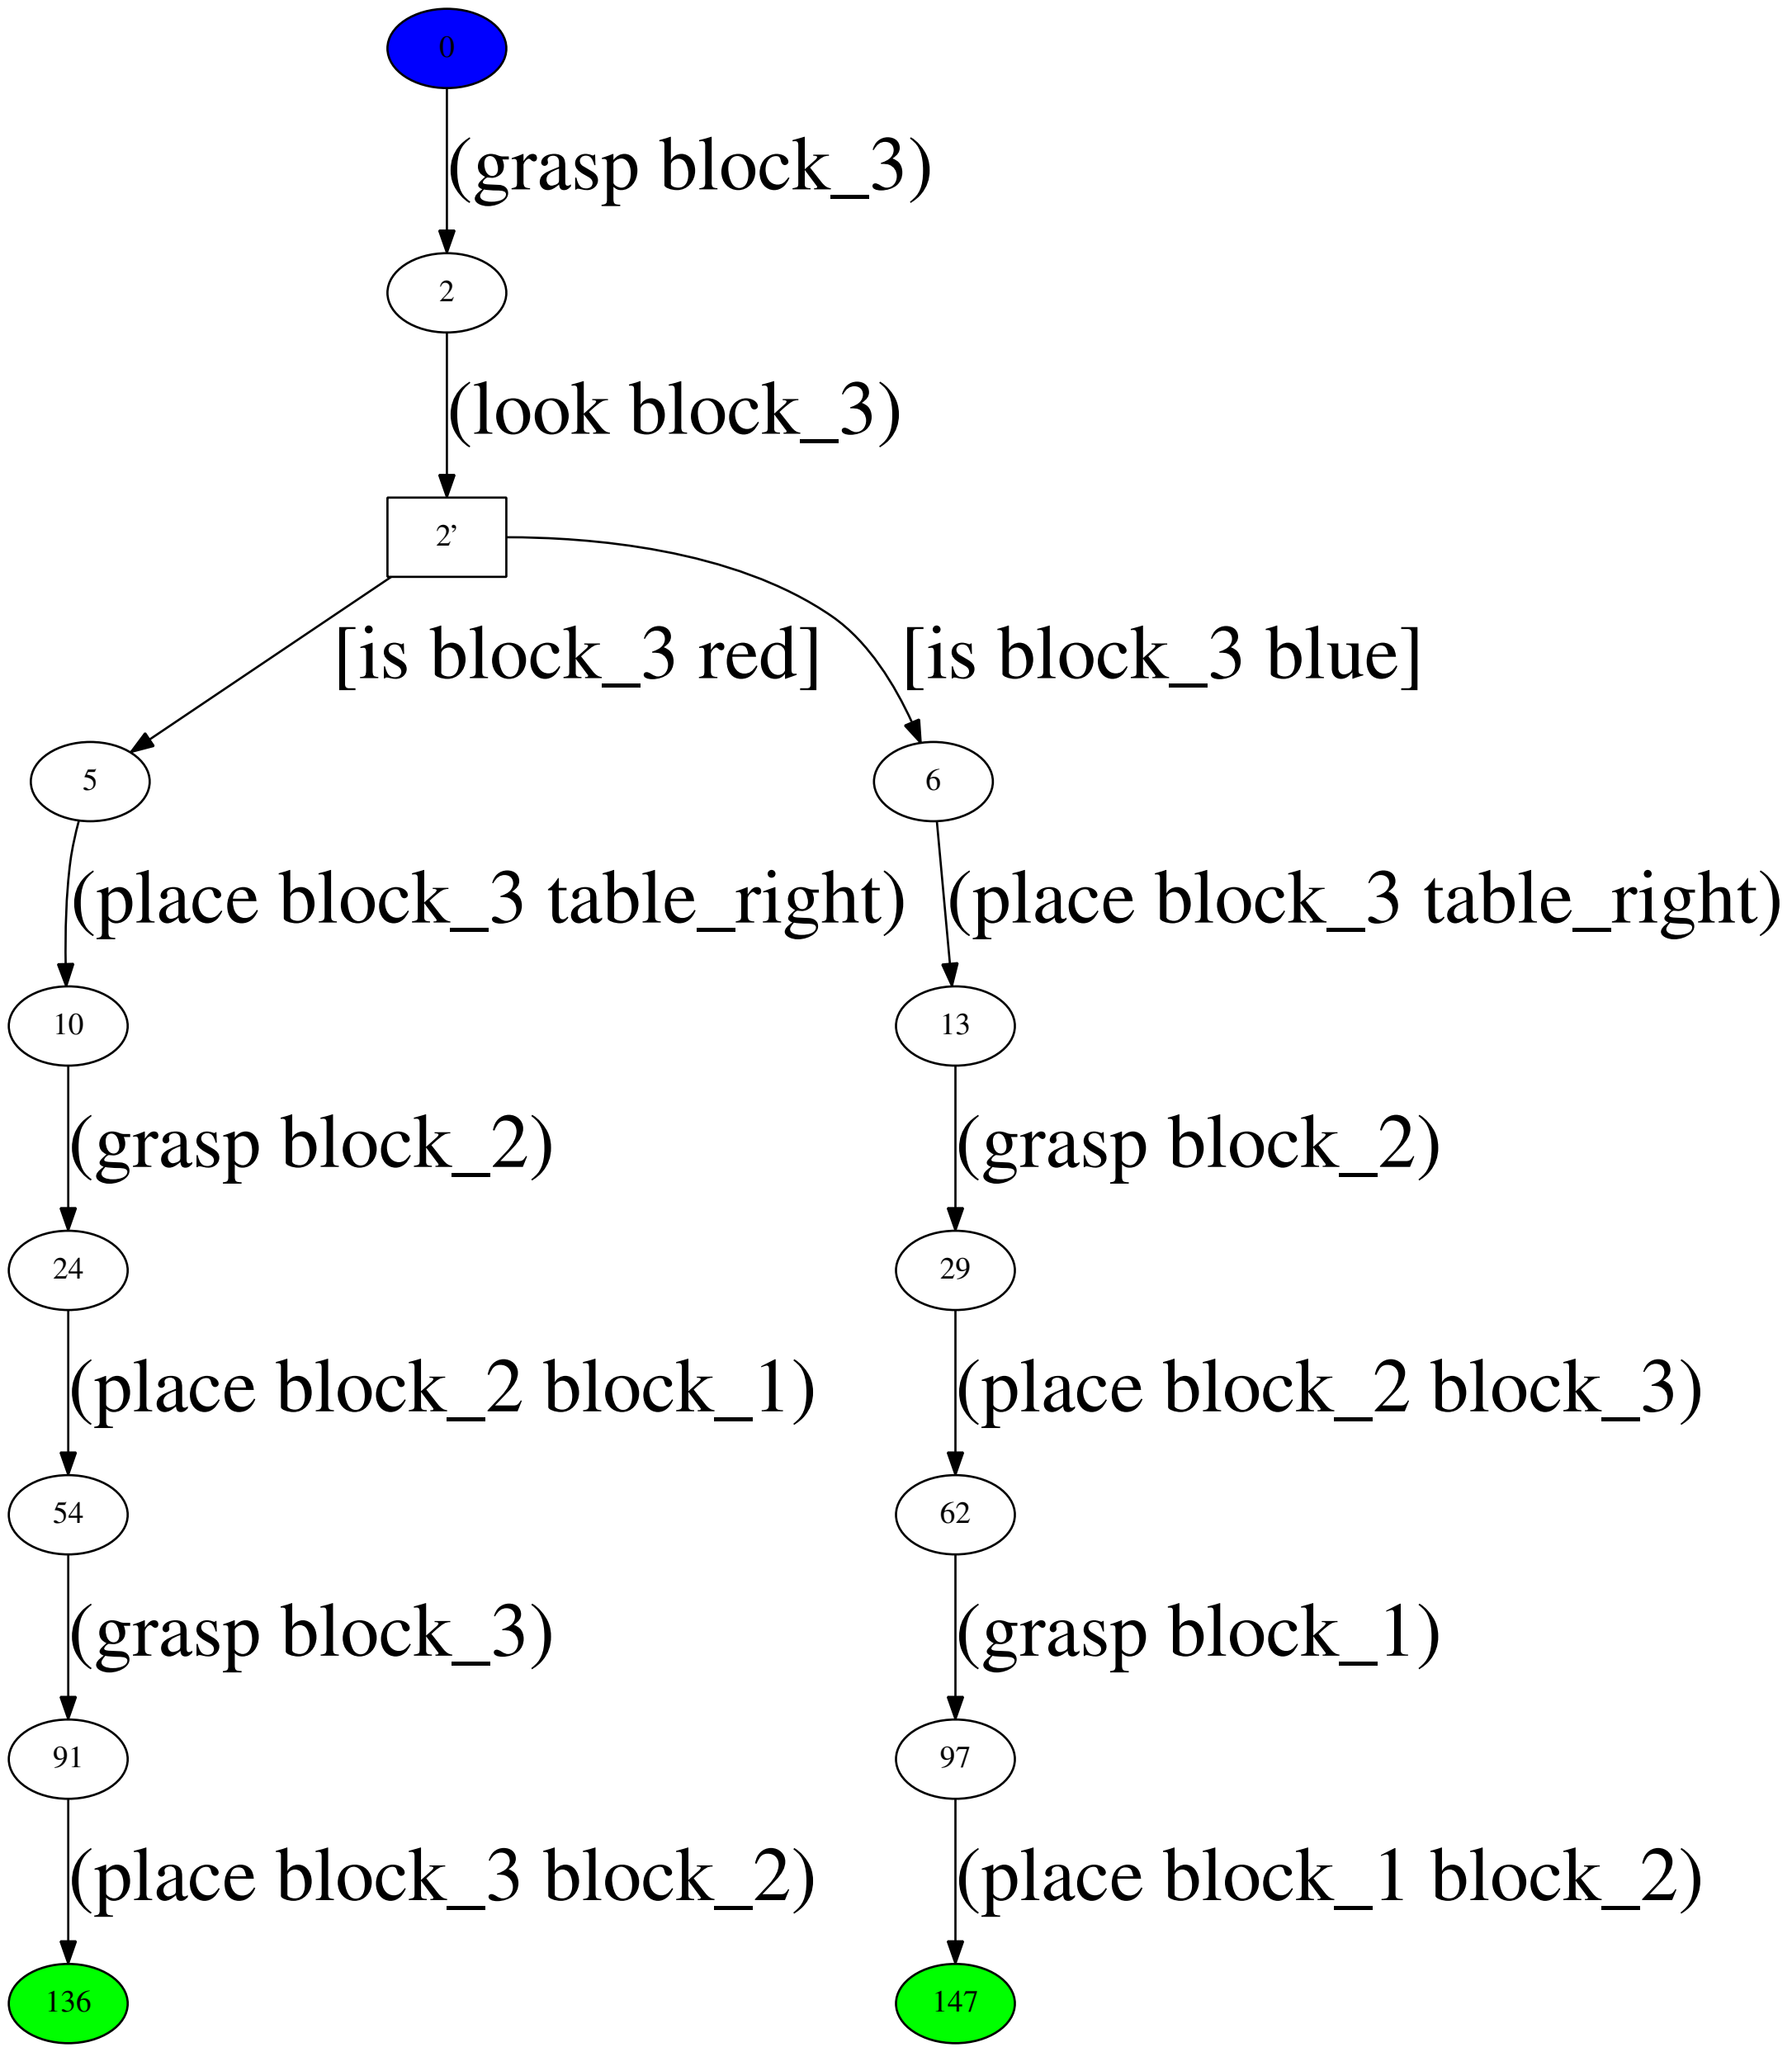 0
(grasp block_3)
2
(look block_3)
2’
[is block_3 red] [is block_3 blue]
5 6
(place block_3 table_right) (place block_3 table_right)
10 13
(grasp block_2) (grasp block_2)
24 29
(place block_2 block_1) (place block_2 block_3)
54 62
(grasp block_3) (grasp block_1)
91 97
(place block_3 block_2) (place block_1 block_2)
136 147